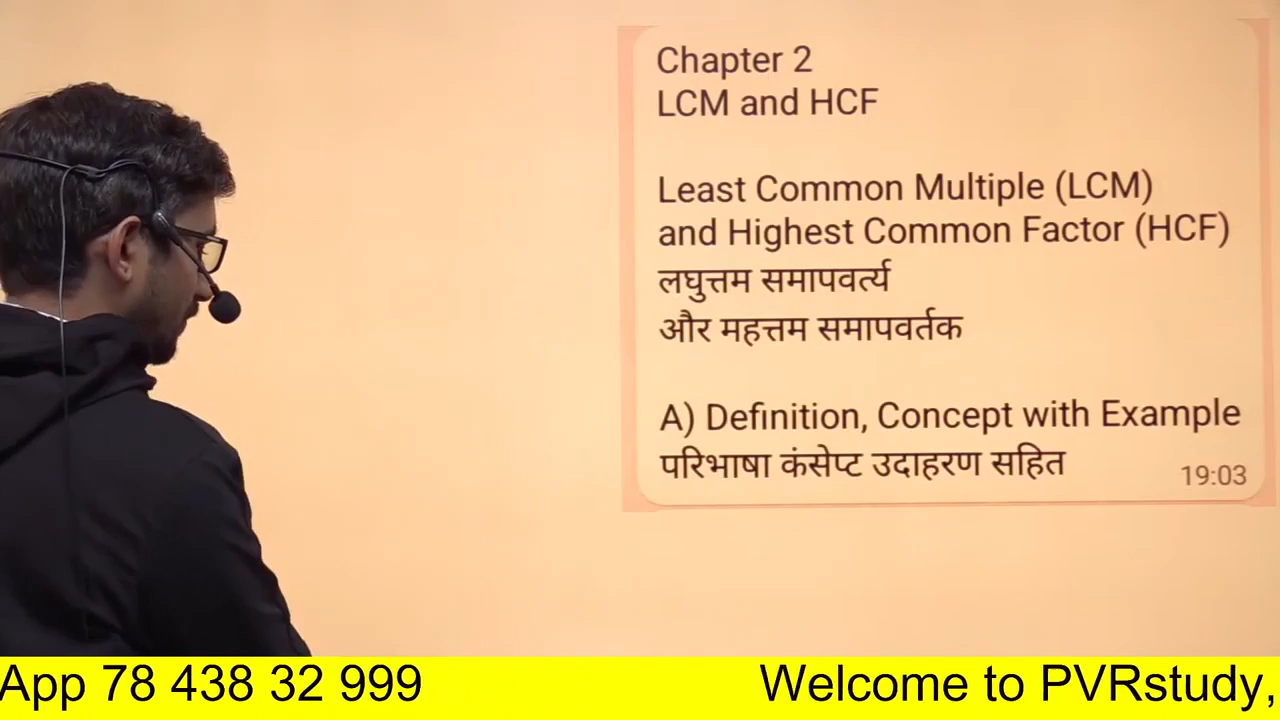 Chapter 2
LCM and HCF
Least Common Multiple (LCM)
and Highest Common Factor (HCF)
लघुत्तम समापवर्त्य
और महत्तम समापवर्तक
A) Definition, Concept with Example
परिभाषा कंसेप्ट उदाहरण सहित
19:03
App 78 438 32 999
Welcome to PVRstudy,